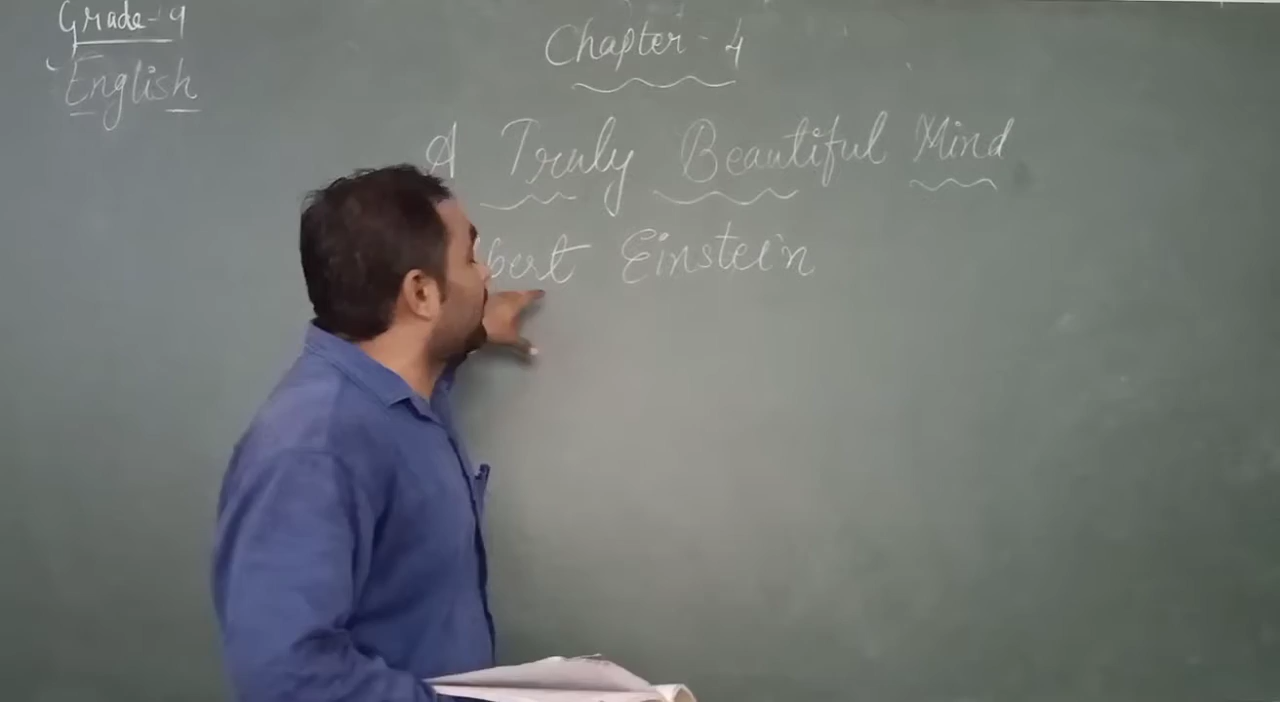 Grade-9
English
Chapter-4
A Truly Beautiful Mind
bert Einstein